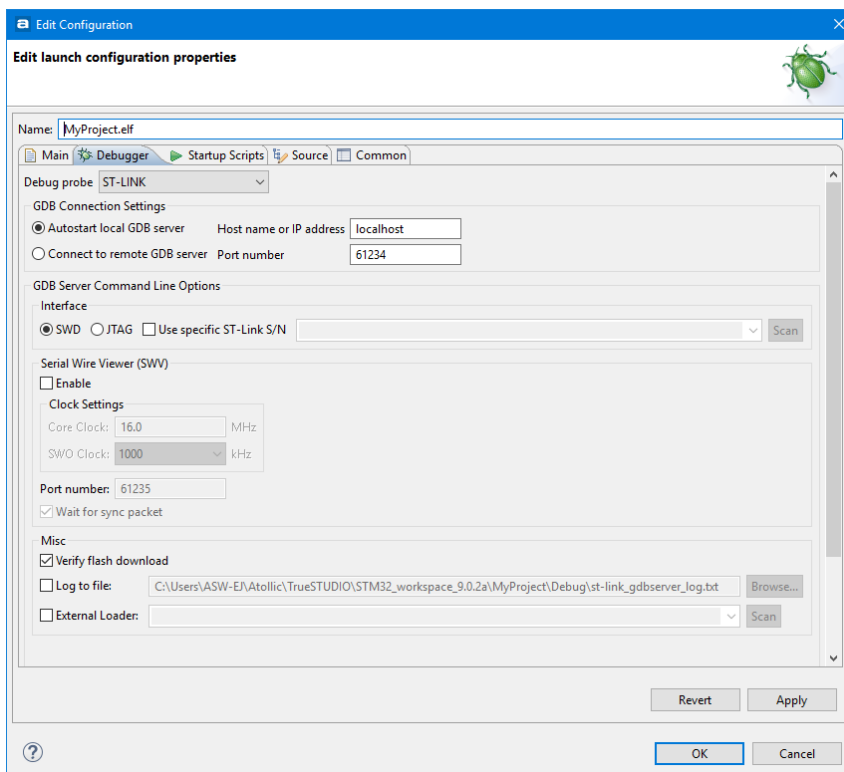 Edit Configuration
Edit launch configuration properties
Name: MyProject.elf
Main Debugger Startup Scripts Source Common
Debug probe ST-LINK
GDB Connection Settings
Autostart local GDB server Host name or IP address localhost
Connect to remote GDB server Port number 61234
GDB Server Command Line Options
Interface
SWD JTAG Use specific ST-Link S/N Scan
Serial Wire Viewer (SWV)
Enable
Clock Settings
Core Clock: 16.0 MHz
SWO Clock: 1000 kHz
Port number: 61235
Wait for sync packet
Misc
Verify flash download
Log to file: C:\Users\ASW-EJ\Atollic\TrueSTUDIO\STM32_workspace_9.0.2a\MyProject\Debug\st-link_gdbserver_log.txt Browse...
External Loader: Scan
Revert Apply
OK Cancel